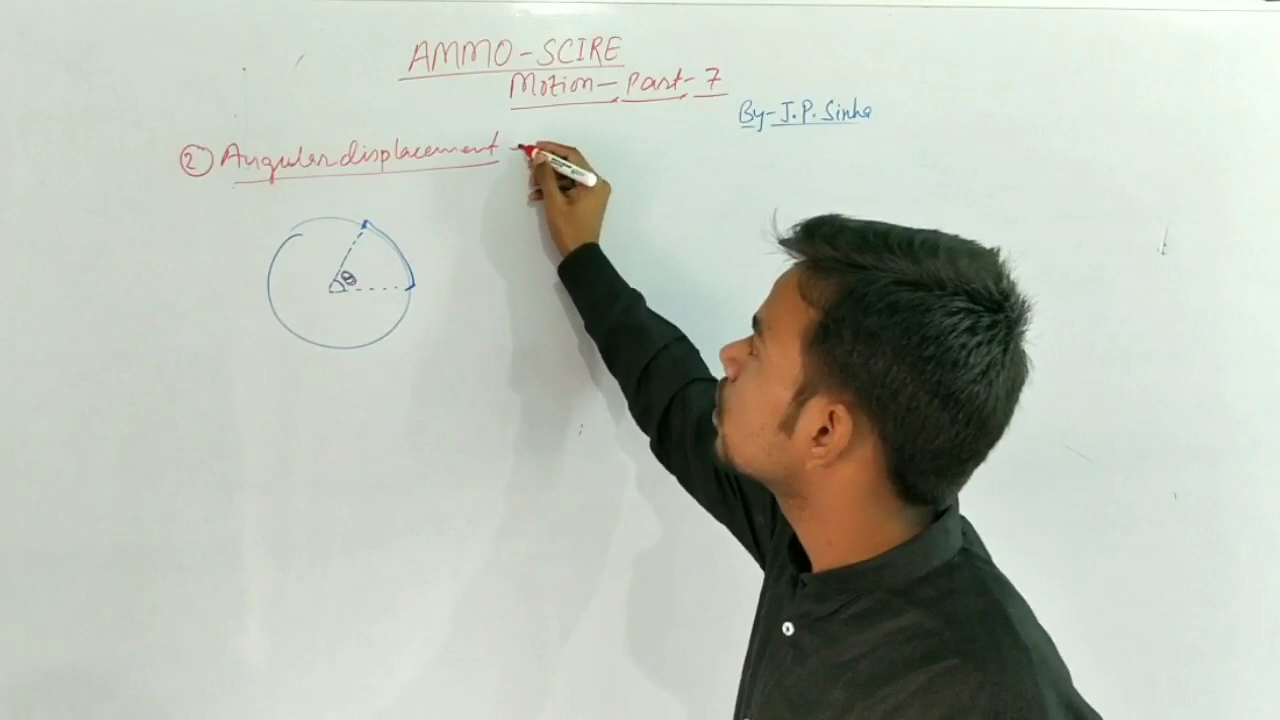 AMMO-SCIRE
Motion-Part-7
By-J.P. Sinha
② Angular displacement -
θ